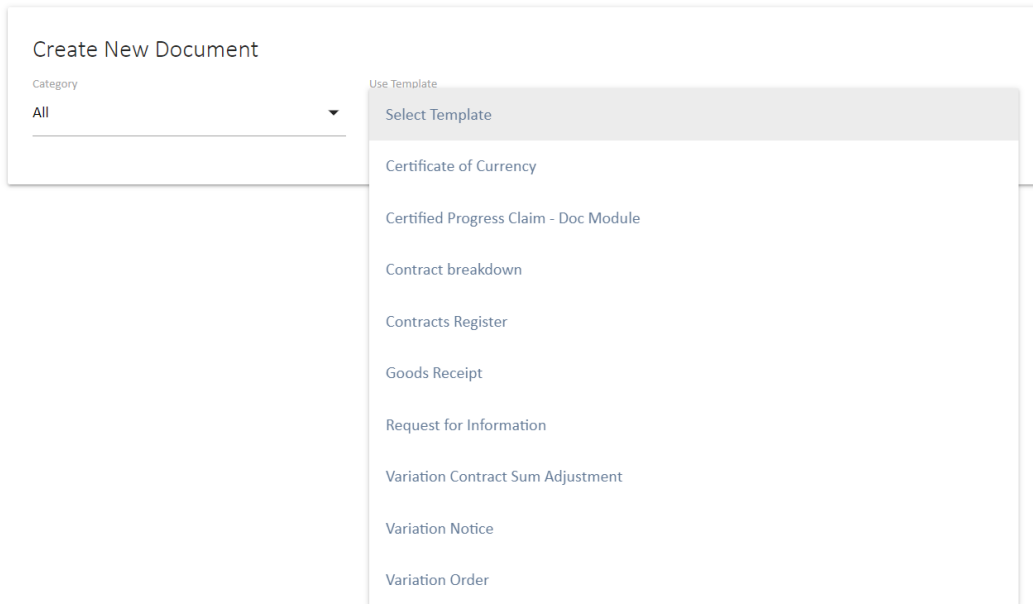 Create New Document
Category
Use Template
All
Select Template
Certificate of Currency
Certified Progress Claim - Doc Module
Contract breakdown
Contracts Register
Goods Receipt
Request for Information
Variation Contract Sum Adjustment
Variation Notice
Variation Order